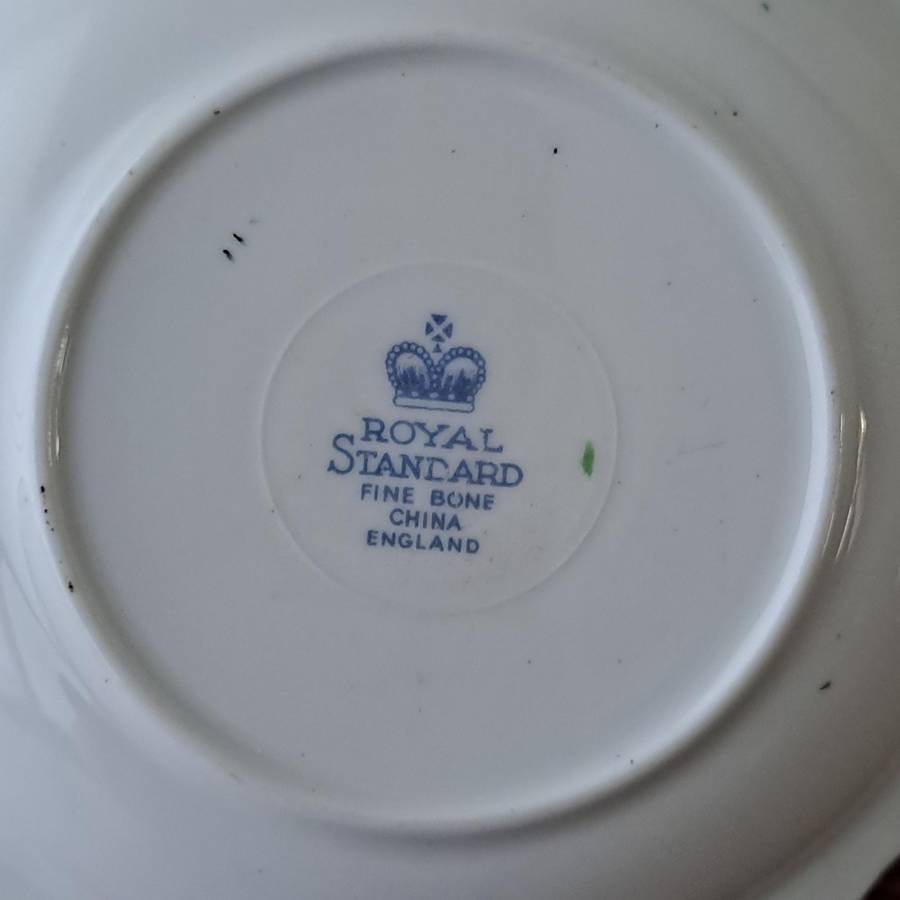 ROYAL
STANDARD
FINE BONE
CHINA
ENGLAND